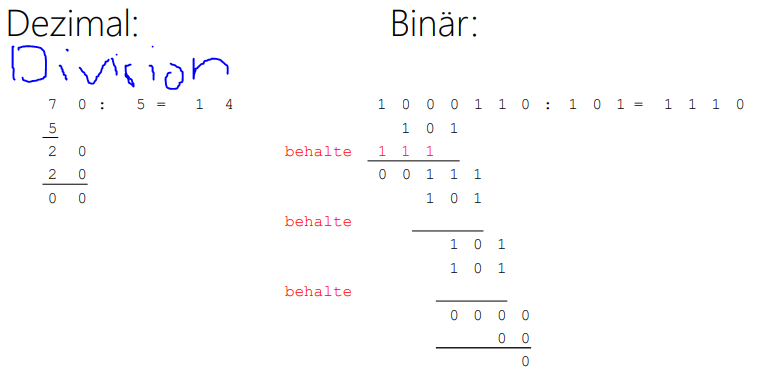 Dezimal: Binär:
Division
7 0 : 5 = 1 4 1 0 0 0 1 1 0 : 1 0 1 = 1 1 1 0
5 1 0 1
2 0 behalte 1 1 1
2 0 0 0 1 1 1
0 0 1 0 1
behalte
1 0 1
1 0 1
behalte
0 0 0 0
0 0
0